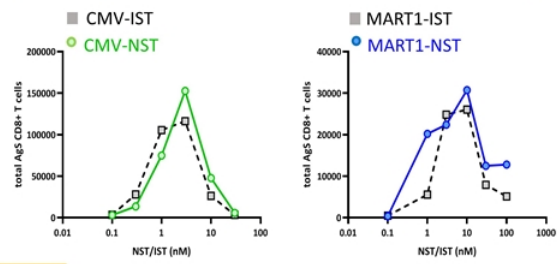 CMV-IST
CMV-NST
MART1-IST
MART1-NST
total AgS CD8+ T cells
200000
150000
100000
50000
0
0.01 0.1 1 10 100
NST/IST (nM)
total AgS CD8+ T cells
40000
30000
20000
10000
0
0.01 0.1 1 10 100 1000
NST/IST (nM)